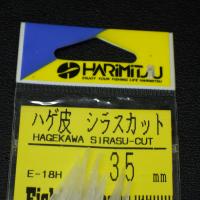 HARIMITSU
ENJOY YOUR FISHING LIFE HARIMITSU
ハゲ皮 シラスカット
HAGEKAWA SIRASU-CUT
E-18H
35 mm